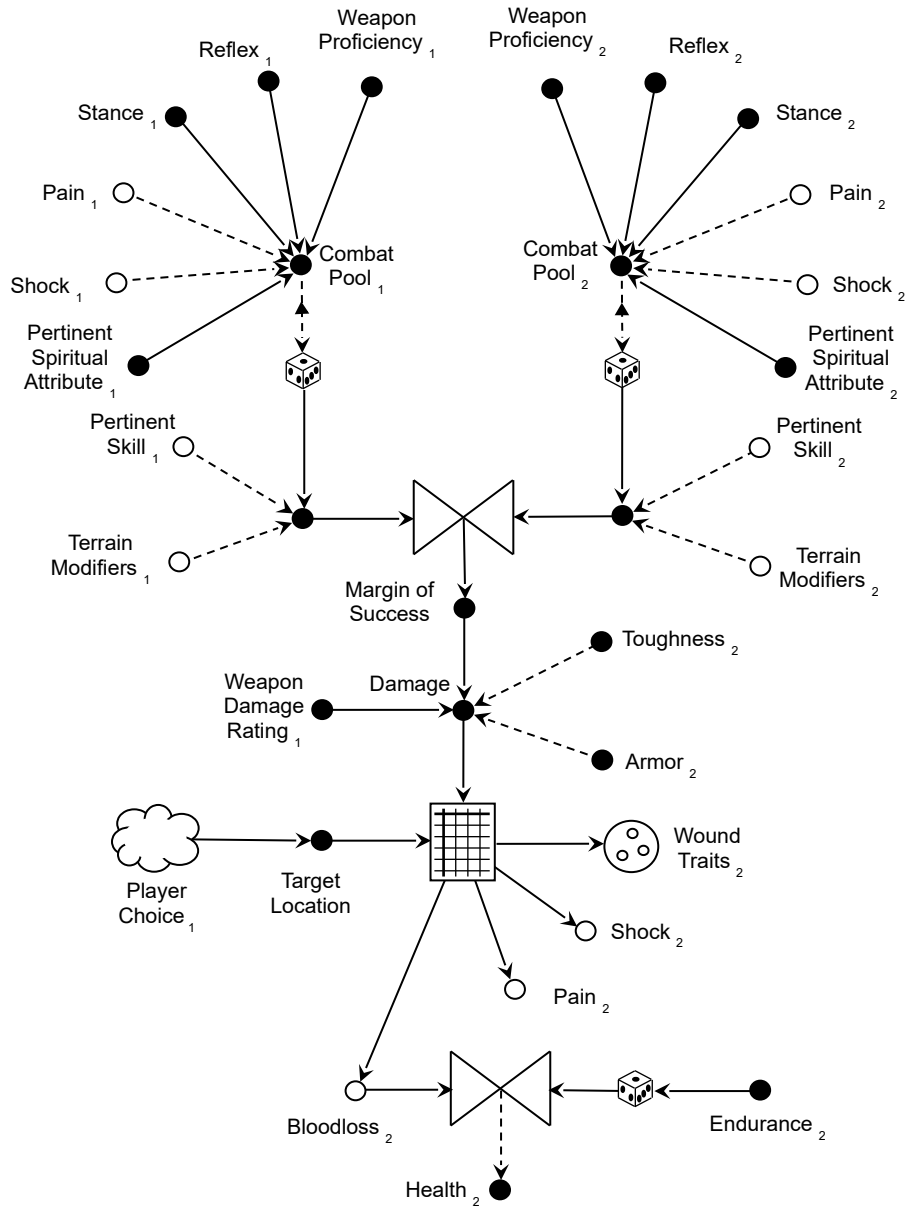 Weapon
Proficiency 1
Weapon
Proficiency 2
Reflex 1
Reflex 2
Stance 1
Stance 2
Pain 1
Pain 2
Combat
Pool 1
Combat
Pool 2
Shock 1
Shock 2
Pertinent
Spiritual
Attribute 1
Pertinent
Spiritual
Attribute 2
Pertinent
Skill 1
Pertinent
Skill 2
Terrain
Modifiers 1
Terrain
Modifiers 2
Margin of
Success
Toughness 2
Weapon
Damage
Rating 1
Damage
Armor 2
Player
Choice 1
Target
Location
Wound
Traits 2
Shock 2
Pain 2
Bloodloss 2
Endurance 2
Health 2